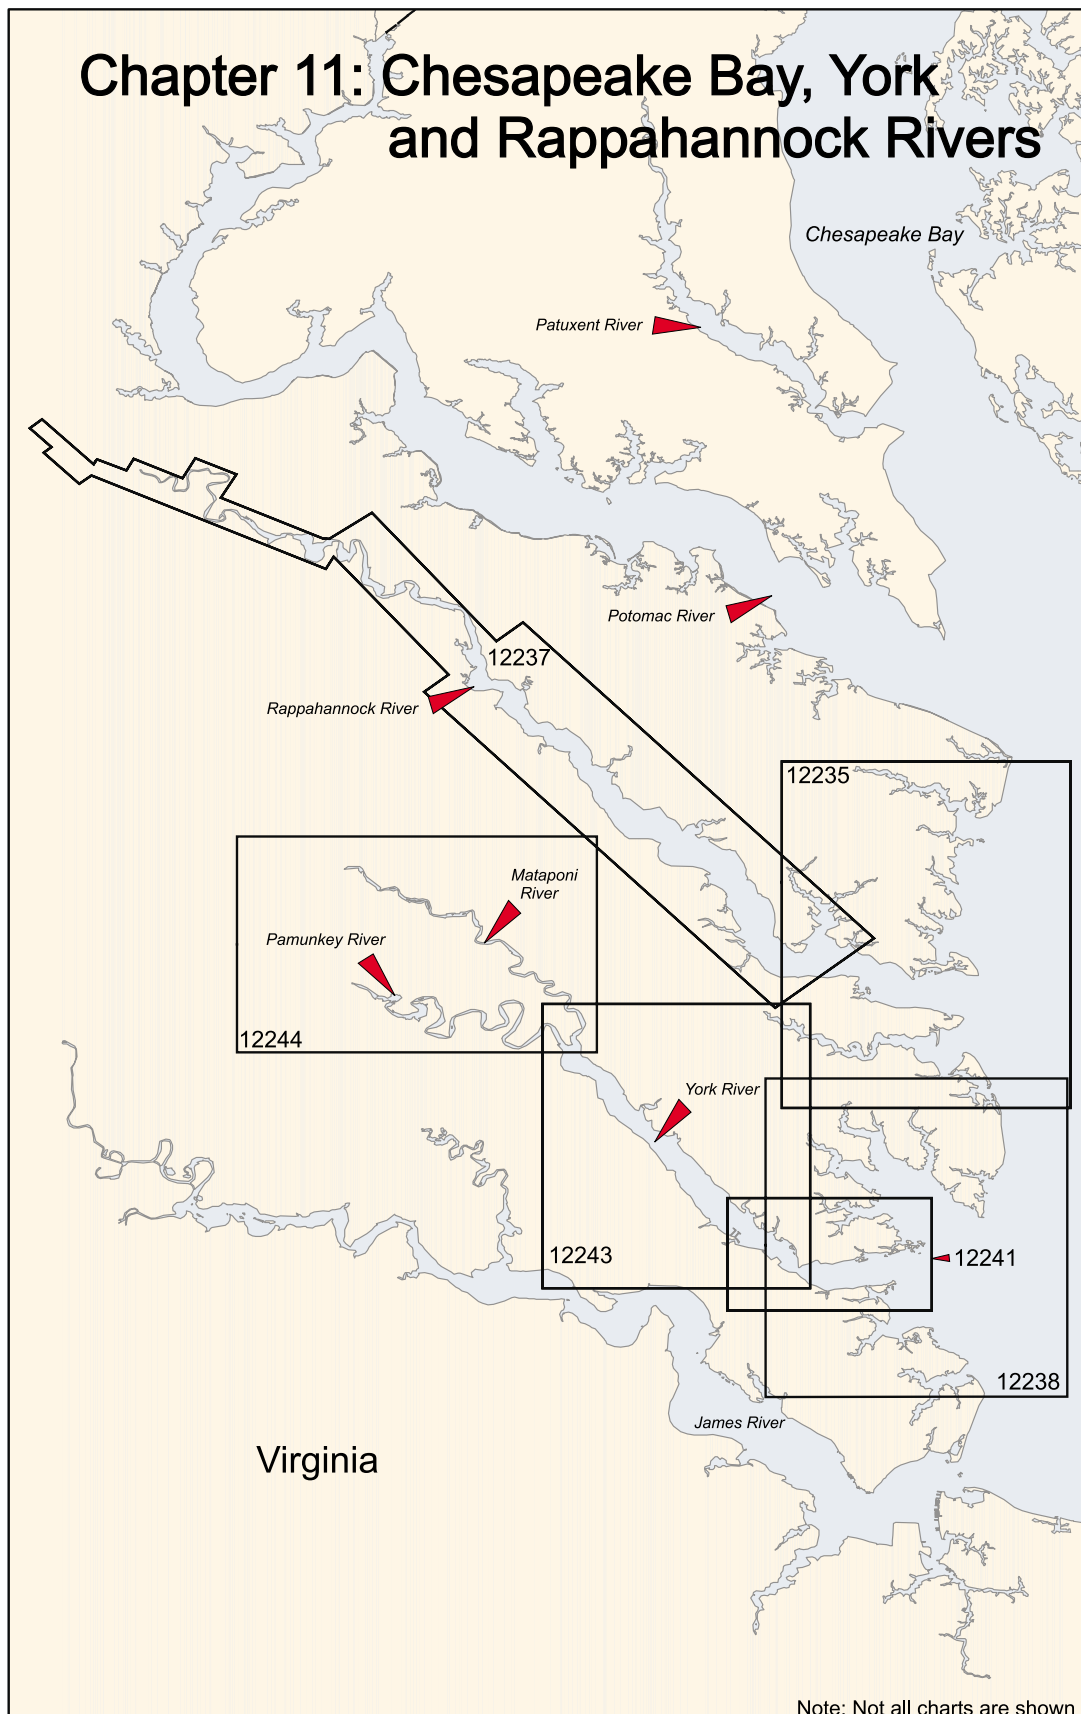 Chapter 11: Chesapeake Bay, York
and Rappahannock Rivers
Chesapeake Bay
Patuxent River
Potomac River
12237
Rappahannock River
12235
Mataponi
River
Pamunkey River
12244
York River
12243
12241
12238
James River
Virginia
Note: Not all charts are shown